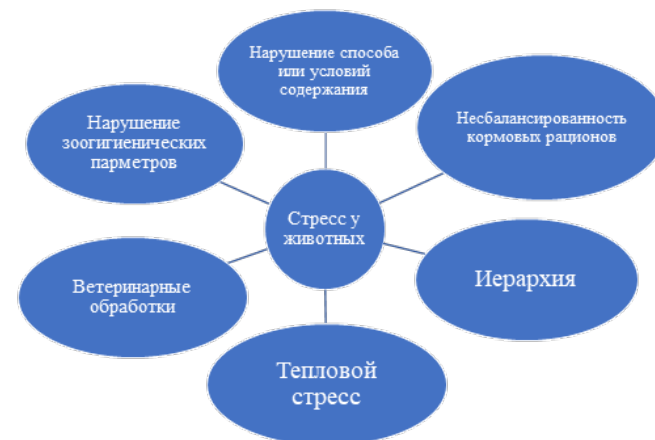 Нарушение способа
или условий
содержания
Несбалансированность
кормовых рационов
Нарушение
зоогигиенических
парметров
Стресс у
животных
Иерархия
Ветеринарные
обработки
Тепловой
стресс